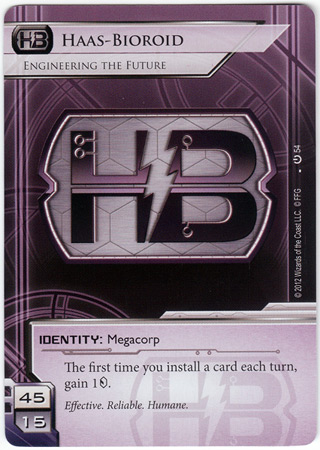 HB
HAAS-BIOROID
ENGINEERING THE FUTURE
54
© 2012 Wizards of the Coast LLC. © FFG
HB
IDENTITY: Megacorp
The first time you install a card each turn,
gain 1.
Effective. Reliable. Humane.
45
15